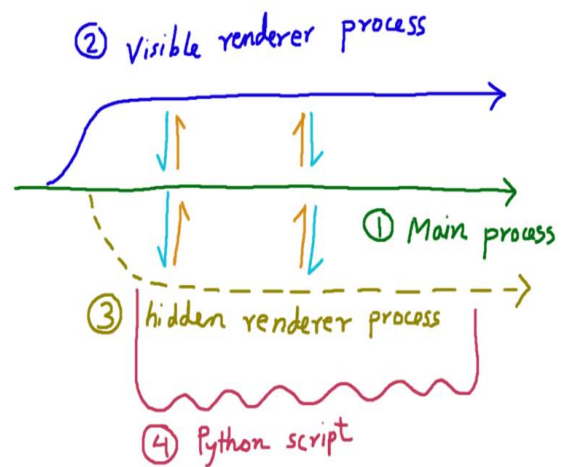 ② Visible renderer process
① Main process
③ hidden renderer process
④ Python script